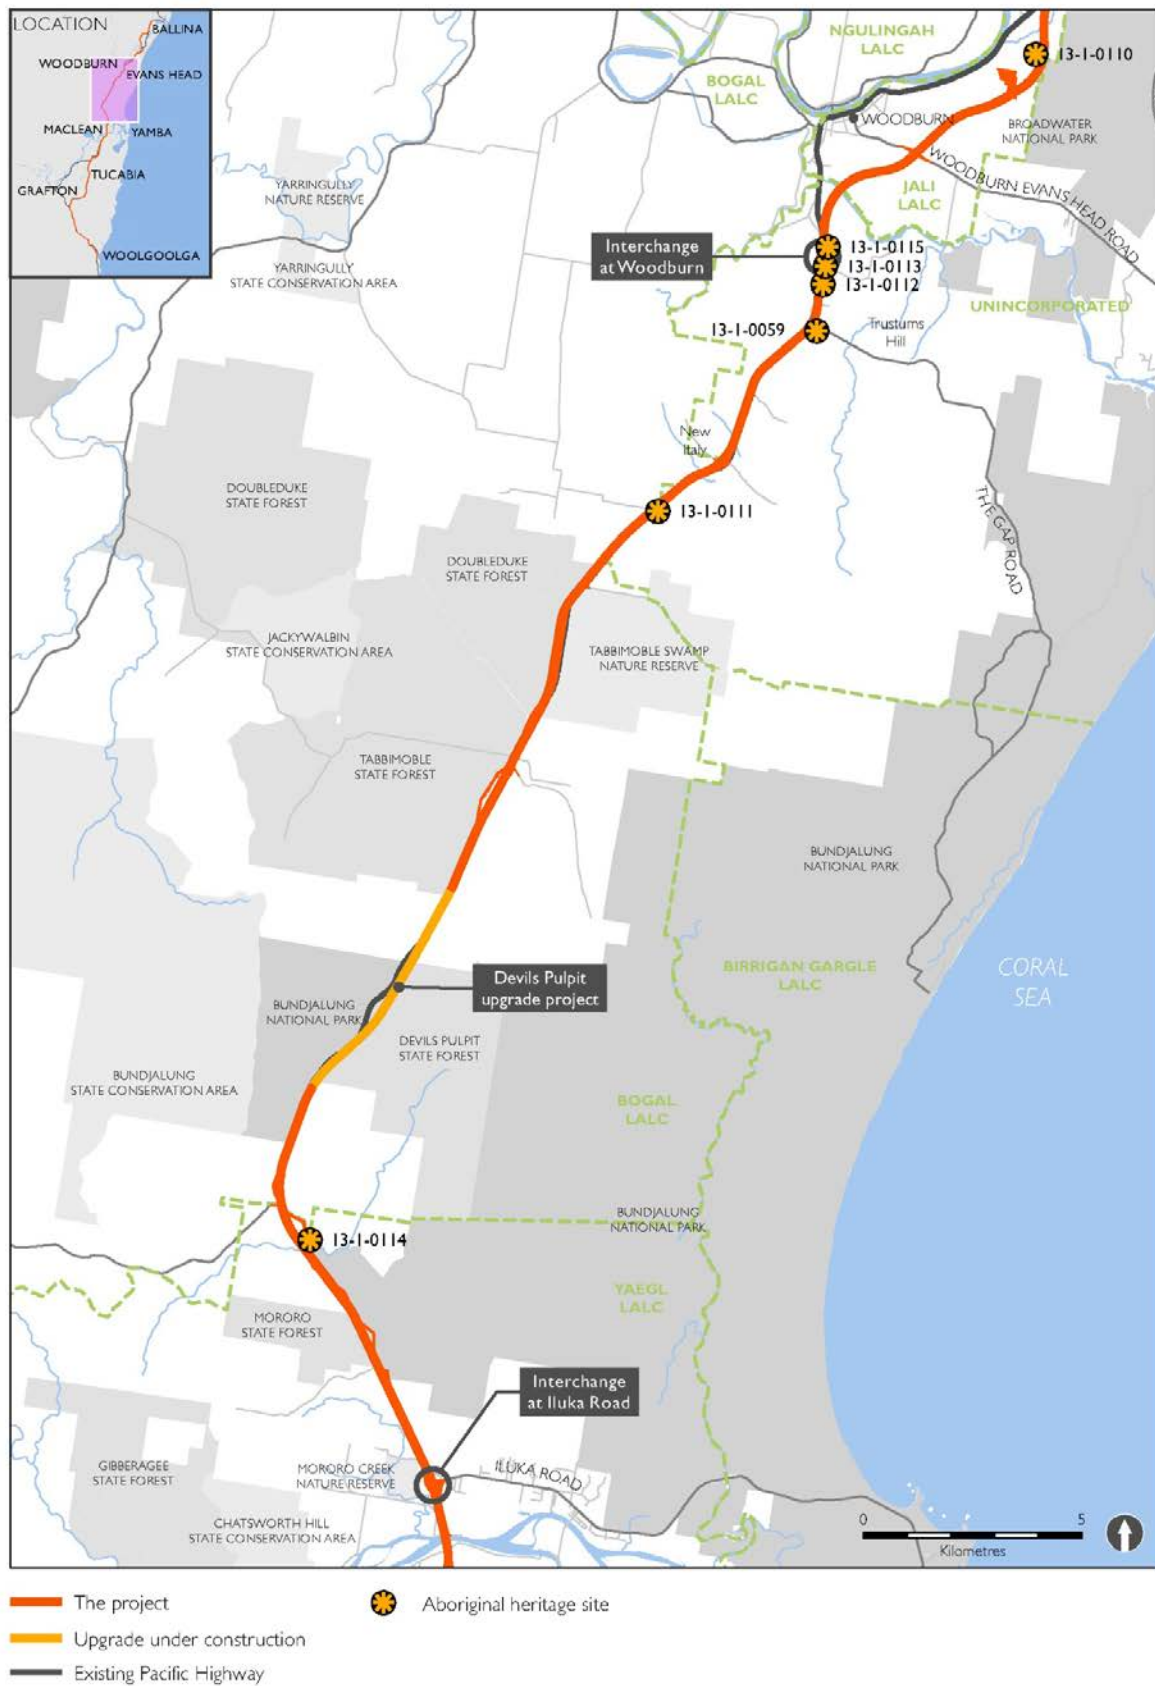 LOCATION
BALLINA
WOODBURN
EVANS HEAD
MACLEAN
YAMBA
TUCABIA
GRAFTON
WOOLGOOLGA
NGULINGAH
LALC
13-1-0110
BOGAL
LALC
WOODBURN
BROADWATER
NATIONAL PARK
WOODBURN EVANS HEAD ROAD
JALI
LALC
YARRINGULLY
NATURE RESERVE
Interchange
at Woodburn
13-1-0115
13-1-0113
13-1-0112
YARRINGULLY
STATE CONSERVATION AREA
UNINCORPORATED
13-1-0059
Trustums
Hill
New
Italy
DOUBLEDUKE
STATE FOREST
13-1-0111
THE GAP ROAD
DOUBLEDUKE
STATE FOREST
JACKYWALBIN
STATE CONSERVATION AREA
TABBIMOBLE SWAMP
NATURE RESERVE
TABBIMOBLE
STATE FOREST
BUNDJALUNG
NATIONAL PARK
Devils Pulpit
upgrade project
BIRRIGAN GARGLE
LALC
CORAL
SEA
BUNDJALUNG
NATIONAL PARK
DEVILS PULPIT
STATE FOREST
BUNDJALUNG
STATE CONSERVATION AREA
BOGAL
LALC
BUNDJALUNG
NATIONAL PARK
13-1-0114
YAEGL
LALC
MORORO
STATE FOREST
Interchange
at Iluka Road
GIBBERAGEE
STATE FOREST
MORORO CREEK
NATURE RESERVE
ILUKA ROAD
CHATSWORTH HILL
STATE CONSERVATION AREA
0 5
Kilometres
The project
Aboriginal heritage site
Upgrade under construction
Existing Pacific Highway